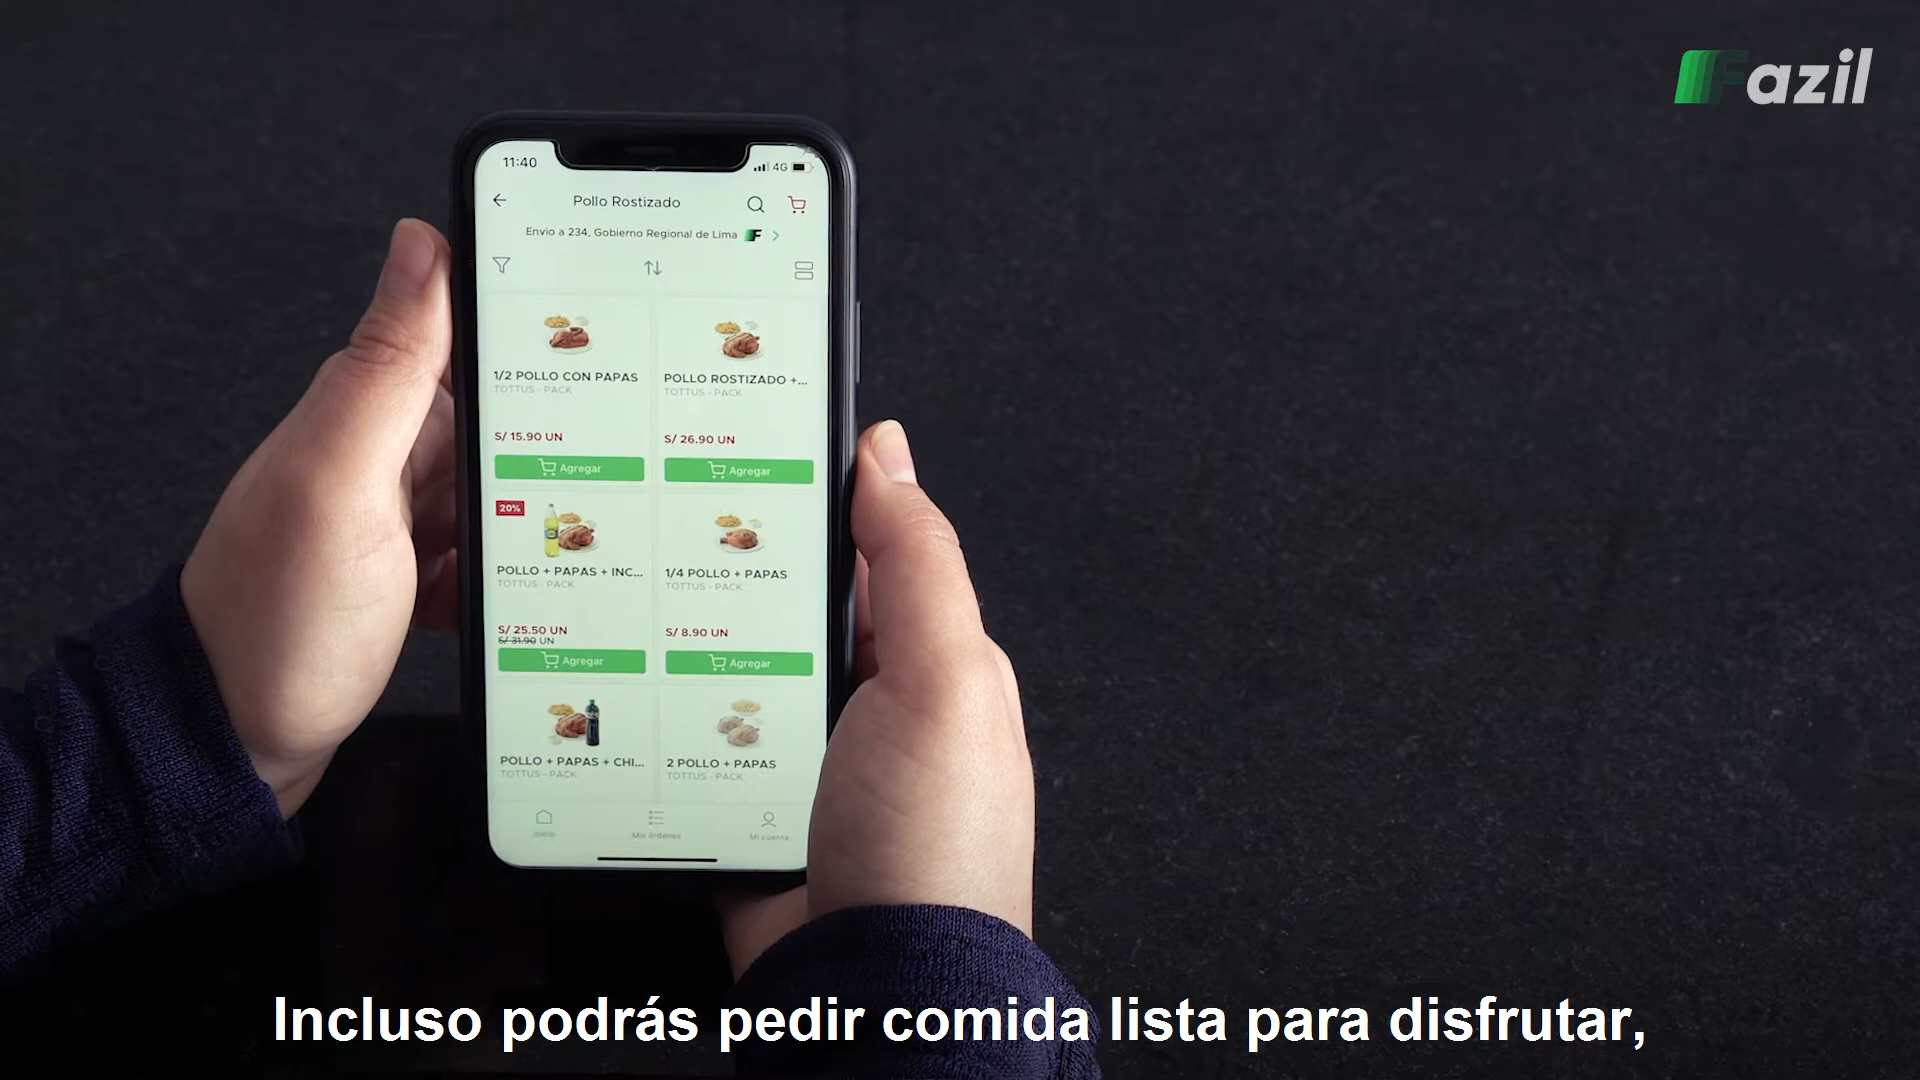 Fazil
11:40
4G
Pollo Rostizado
Envio a 234, Gobierno Regional de Lima
1/2 POLLO CON PAPAS
TOTTUS - PACK
S/ 15.90 UN
Agregar
POLLO ROSTIZADO +...
TOTTUS - PACK
S/ 26.90 UN
Agregar
20%
POLLO + PAPAS + INC...
TOTTUS - PACK
S/ 25.50 UN
S/ 31.90 UN
Agregar
1/4 POLLO + PAPAS
TOTTUS - PACK
S/ 8.90 UN
Agregar
POLLO + PAPAS + CHI...
TOTTUS - PACK
2 POLLO + PAPAS
TOTTUS - PACK
Inicio
Mis órdenes
Mi cuenta
Incluso podrás pedir comida lista para disfrutar,